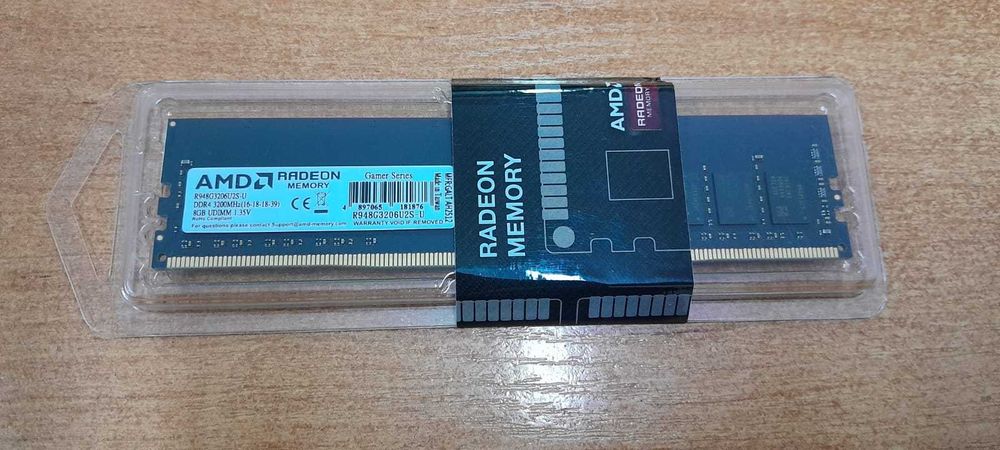 AMD RADEON
MEMORY
R948G3206U2S-U
DDR4 3200MHz(16-18-18-39)
8GB UDIMM 1.35V
RoHS Compliant
For questions please contact Support@amd-memory.com
CE
Gamer Series
4 897065 181876
R948G3206U2S-U
WARRANTY VOID IF REMOVED
Made in Taiwan
RADEON
MEMORY
AMD
RADEON
MEMORY